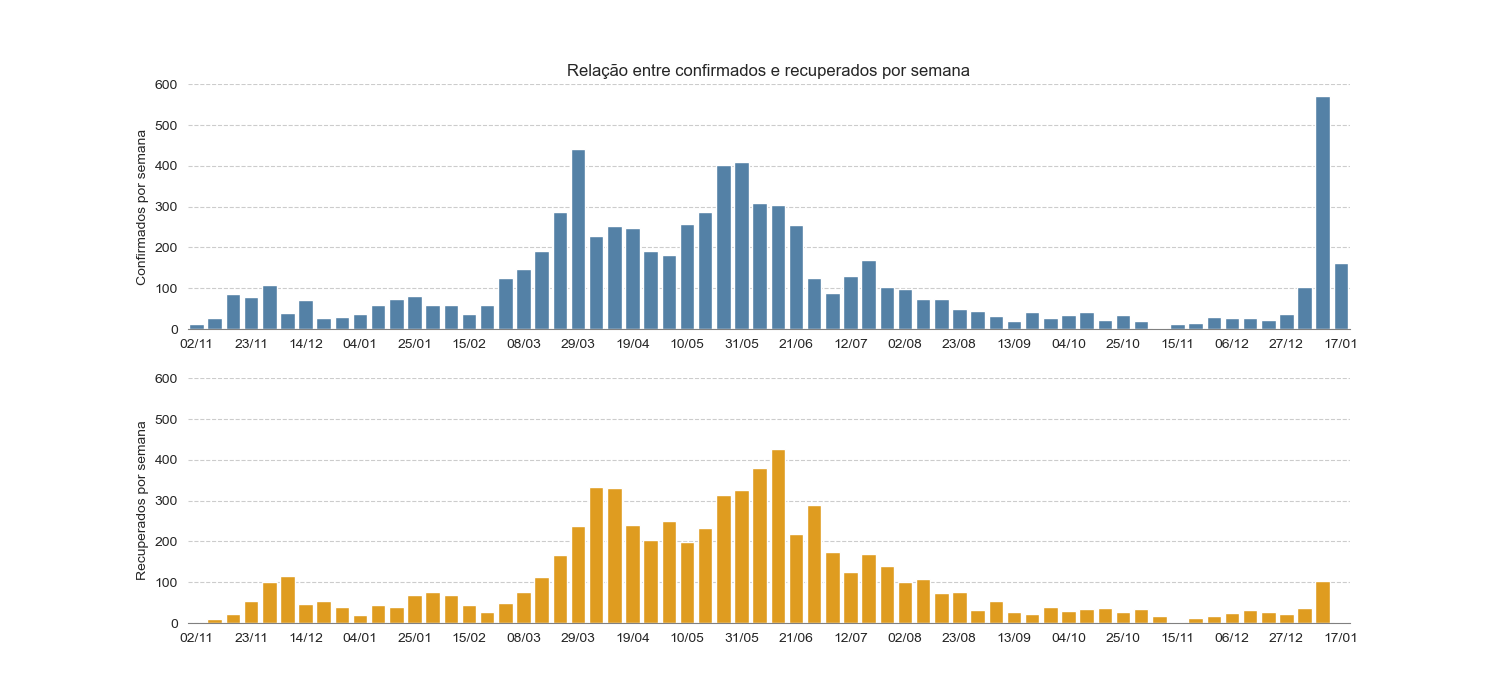 Relação entre confirmados e recuperados por semana
Confirmados por semana
600
500
400
300
200
100
0
02/11 23/11 14/12 04/01 25/01 15/02 08/03 29/03 19/04 10/05 31/05 21/06 12/07 02/08 23/08 13/09 04/10 25/10 15/11 06/12 27/12 17/01
Recuperados por semana
600
500
400
300
200
100
0
02/11 23/11 14/12 04/01 25/01 15/02 08/03 29/03 19/04 10/05 31/05 21/06 12/07 02/08 23/08 13/09 04/10 25/10 15/11 06/12 27/12 17/01